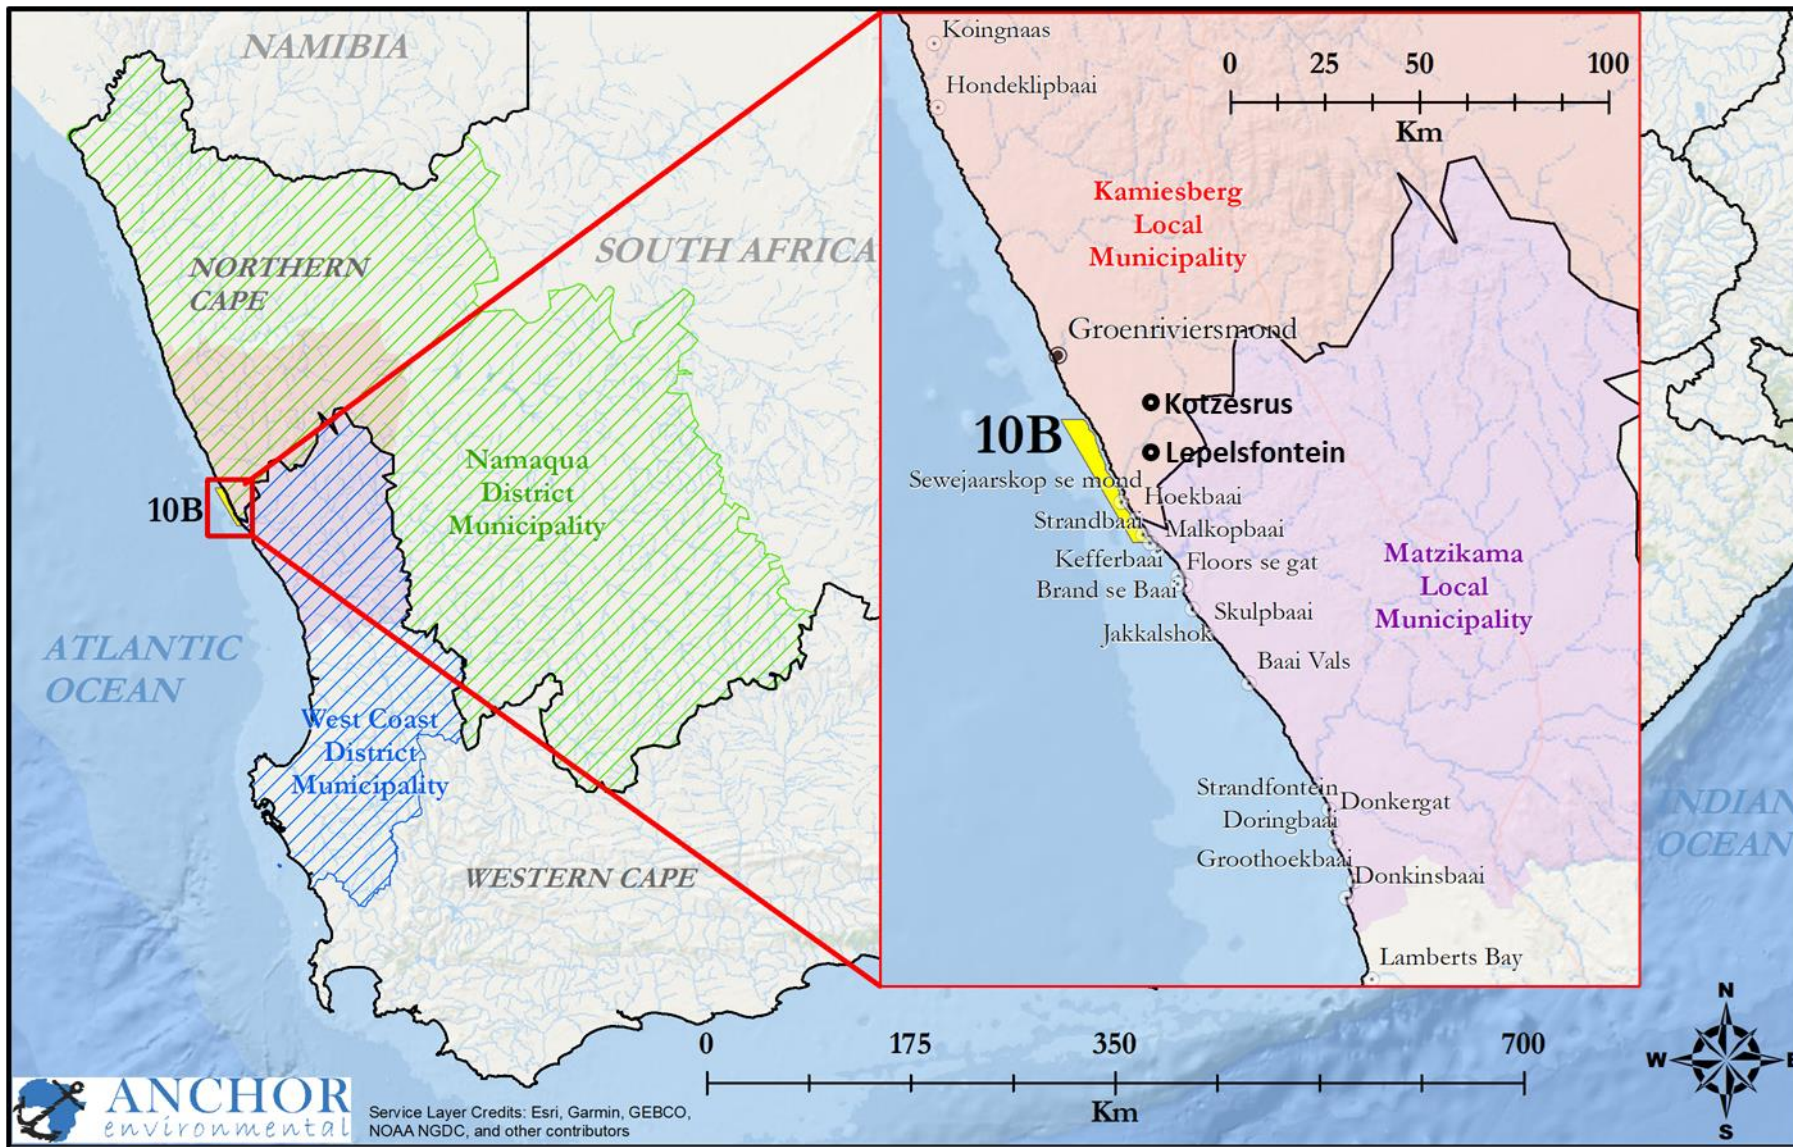 NAMIBIA
SOUTH AFRICA
NORTHERN
CAPE
Namaqua
District
Municipality
10B
ATLANTIC
OCEAN
West Coast
District
Municipality
WESTERN CAPE
Koingnaas
Hondeklipbaai
0 25 50 100
Km
Kamiesberg
Local
Municipality
Groenriviersmond
Kotzesrus
10B
Lepelsfontein
Sewejaarskop se mond
Hoekbaai
Strandbaai
Malkopbaai
Kefferbaai
Floors se gat
Brand se Baai
Skulpbaai
Jakkalshok
Matzikama
Local
Municipality
Baai Vals
Strandfontein
Donkergat
Doringbaai
Groothoekbaai
Donkinsbaai
Lamberts Bay
INDIAN
OCEAN
0 175 350 700
Km
N
W E
S
ANCHOR
environmental
Service Layer Credits: Esri, Garmin, GEBCO,
NOAA NGDC, and other contributors